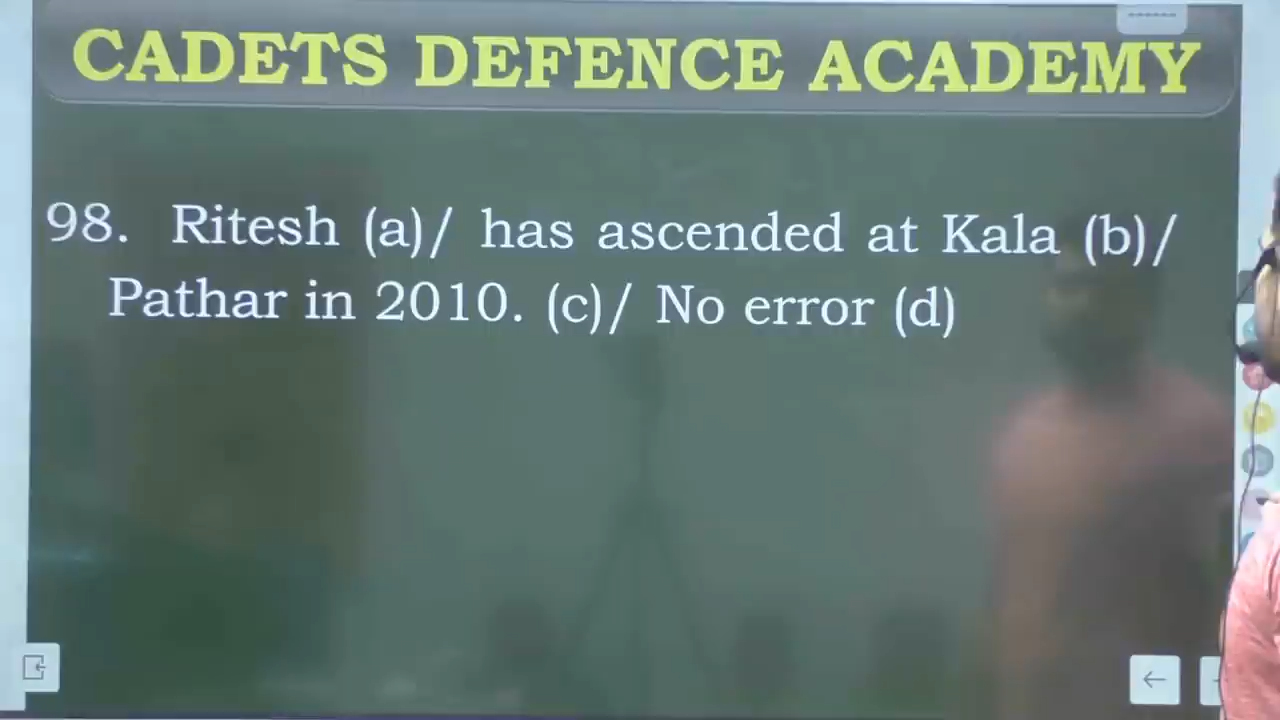 CADETS DEFENCE ACADEMY
98. Ritesh (a)/ has ascended at Kala (b)/
Pathar in 2010. (c)/ No error (d)